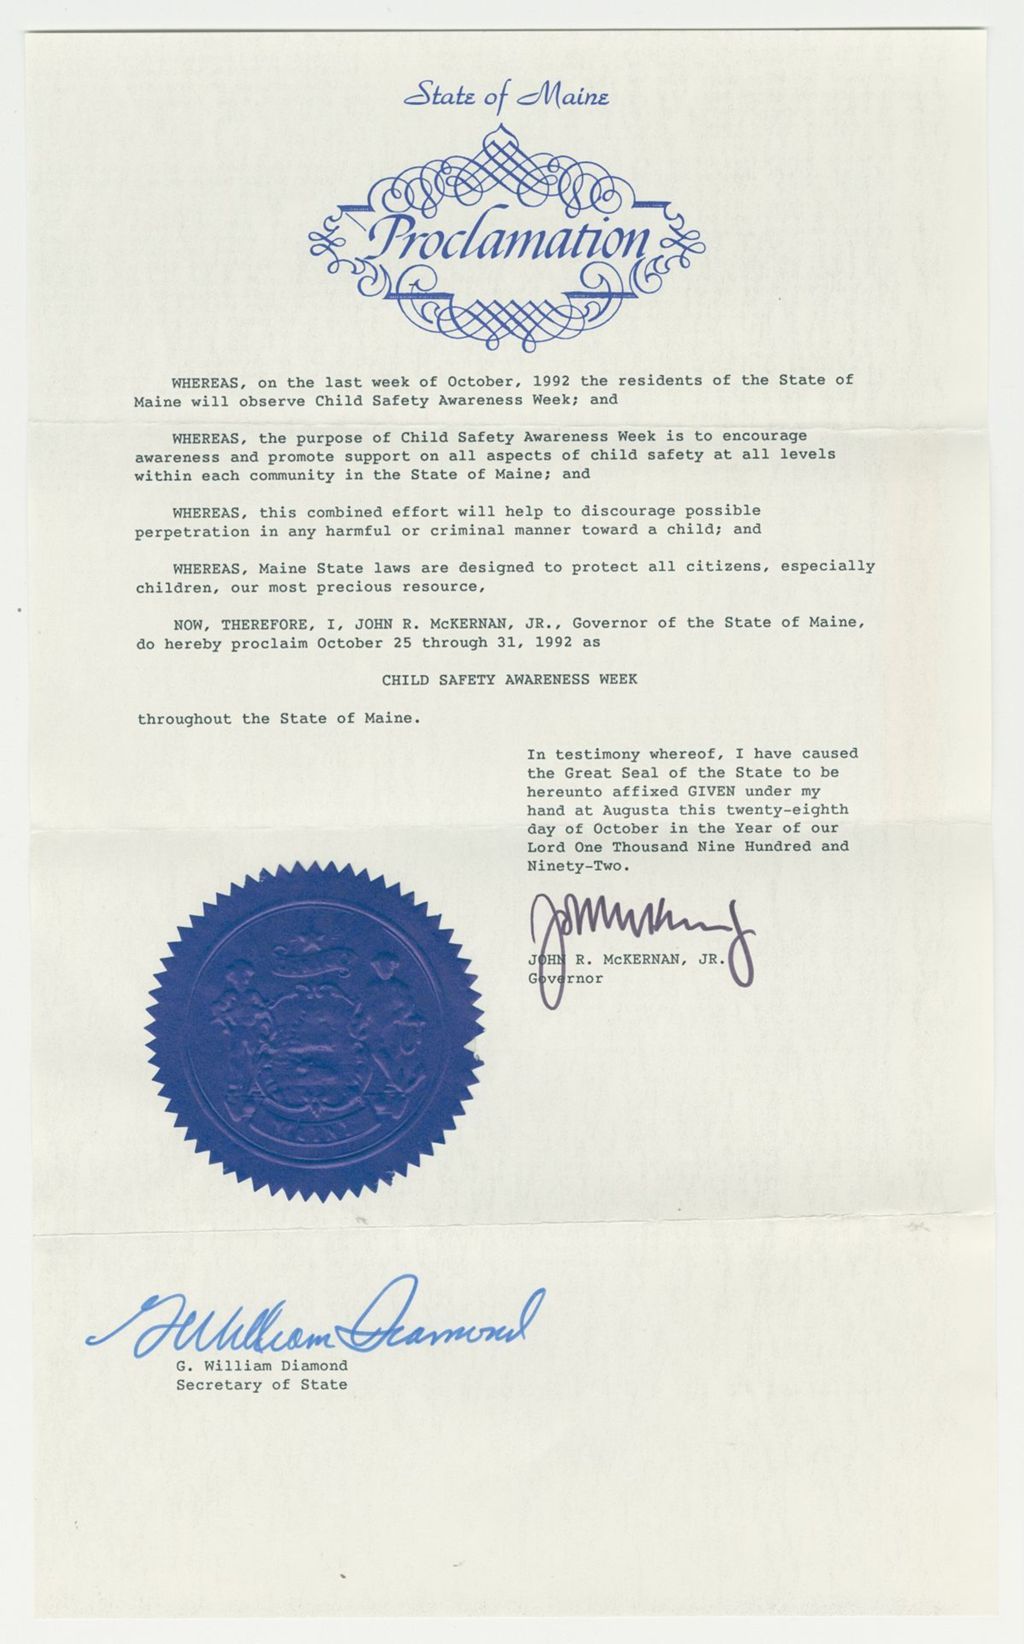 State of Maine
Proclamation
WHEREAS, on the last week of October, 1992 the residents of the State of
Maine will observe Child Safety Awareness Week; and
WHEREAS, the purpose of Child Safety Awareness Week is to encourage
awareness and promote support on all aspects of child safety at all levels
within each community in the State of Maine; and
WHEREAS, this combined effort will help to discourage possible
perpetration in any harmful or criminal manner toward a child; and
WHEREAS, Maine State laws are designed to protect all citizens, especially
children, our most precious resource,
NOW, THEREFORE, I, JOHN R. McKERNAN, JR., Governor of the State of Maine,
do hereby proclaim October 25 through 31, 1992 as
CHILD SAFETY AWARENESS WEEK
throughout the State of Maine.
In testimony whereof, I have caused
the Great Seal of the State to be
hereunto affixed GIVEN under my
hand at Augusta this twenty-eighth
day of October in the Year of our
Lord One Thousand Nine Hundred and
Ninety-Two.
JOHN R. McKERNAN, JR.
Governor
MAINE
G William Diamond
G. William Diamond
Secretary of State